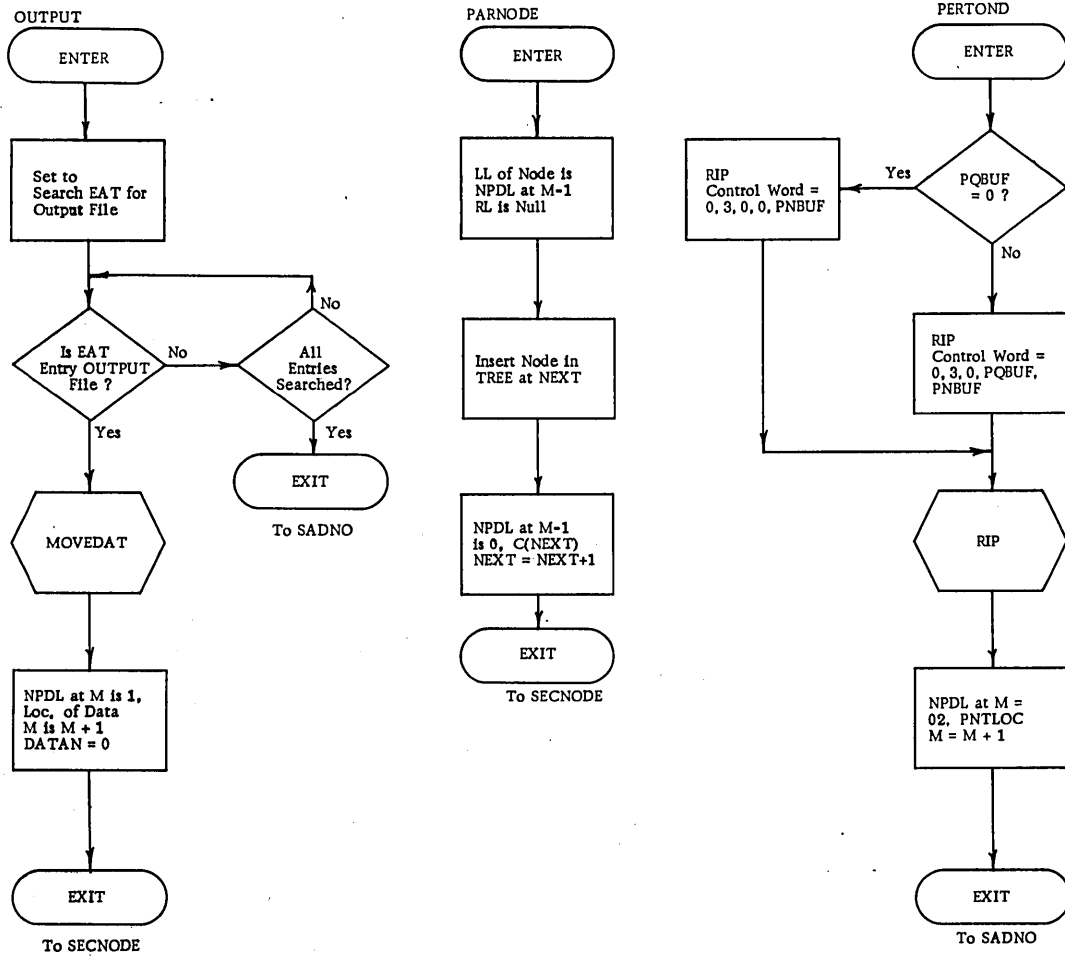 OUTPUT
ENTER
Set to
Search EAT for
Output File
Is EAT
Entry OUTPUT
File ?
No
Yes
All
Entries
Searched?
No
Yes
EXIT
To SADNO
MOVEDAT
NPDL at M is 1,
Loc. of Data
M is M + 1
DATAN = 0
EXIT
To SECNODE
PARNODE
ENTER
LL of Node is
NPDL at M-1
RL is Null
Insert Node in
TREE at NEXT
NPDL at M-1
is 0, C(NEXT)
NEXT = NEXT+1
EXIT
To SECNODE
PERTOND
ENTER
PQBUF
= 0 ?
Yes
No
RIP
Control Word =
0, 3, 0, 0, PNBUF
RIP
Control Word =
0, 3, 0, PQBUF,
PNBUF
RIP
NPDL at M =
02, PNTLOC
M = M + 1
EXIT
To SADNO